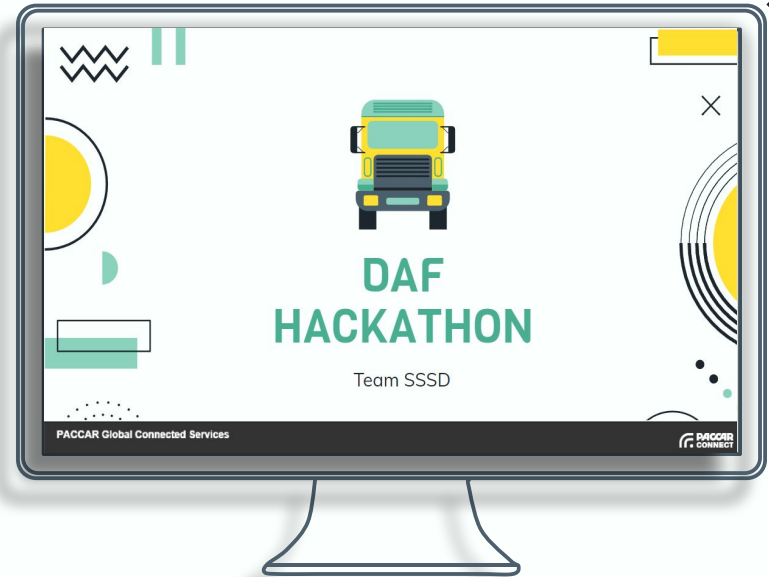 DAF
HACKATHON
Team SSSD
PACCAR Global Connected Services
PACCAR
CONNECT